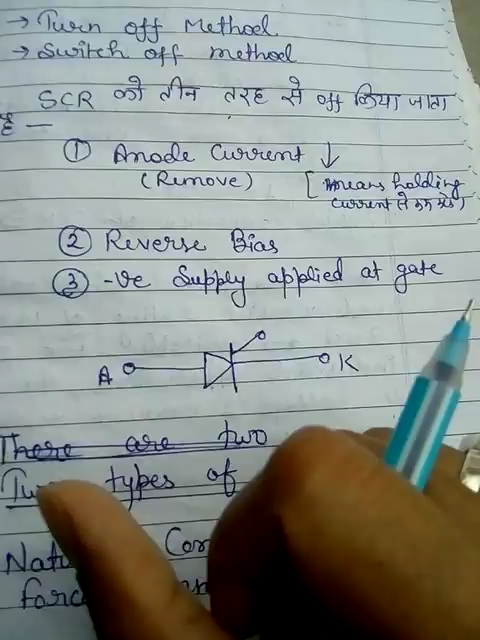 → Turn off Method
→ Switch off method
SCR को तीन तरह से off किया जाता
है —
① Anode Current ↓
(Remove) [means holding
current से कम करे)
② Reverse Bias
③ -ve Supply applied at gate
A K
There are two
types of